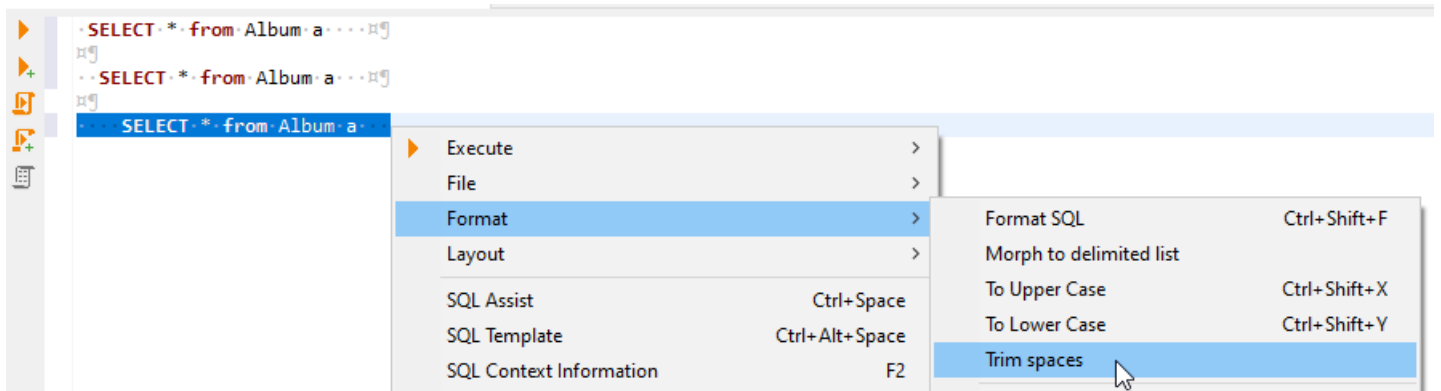 ·SELECT·*·from·Album·a····¤¶
¤¶
··SELECT·*·from·Album·a···¤¶
¤¶
····SELECT·*·from·Album·a···
Execute
File
Format
Layout
SQL Assist Ctrl+Space
SQL Template Ctrl+Alt+Space
SQL Context Information F2
Format SQL Ctrl+Shift+F
Morph to delimited list
To Upper Case Ctrl+Shift+X
To Lower Case Ctrl+Shift+Y
Trim spaces